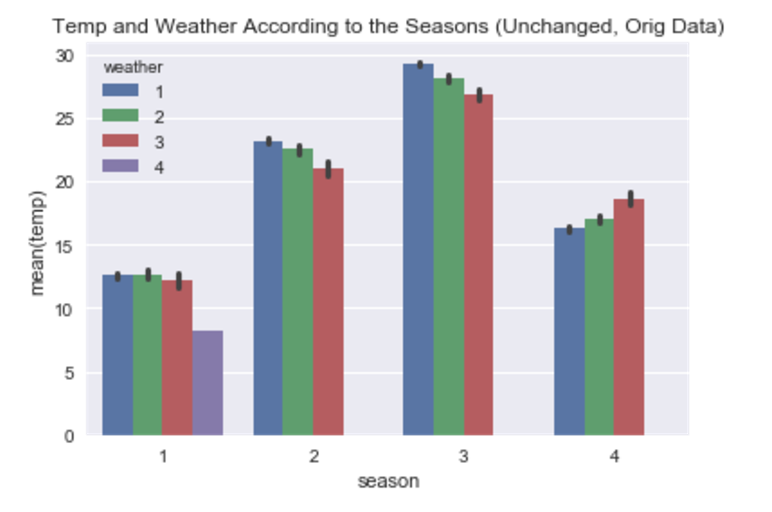 Temp and Weather According to the Seasons (Unchanged, Orig Data)
weather
1
2
3
4
30
25
20
15
10
5
0
mean(temp)
1 2 3 4
season